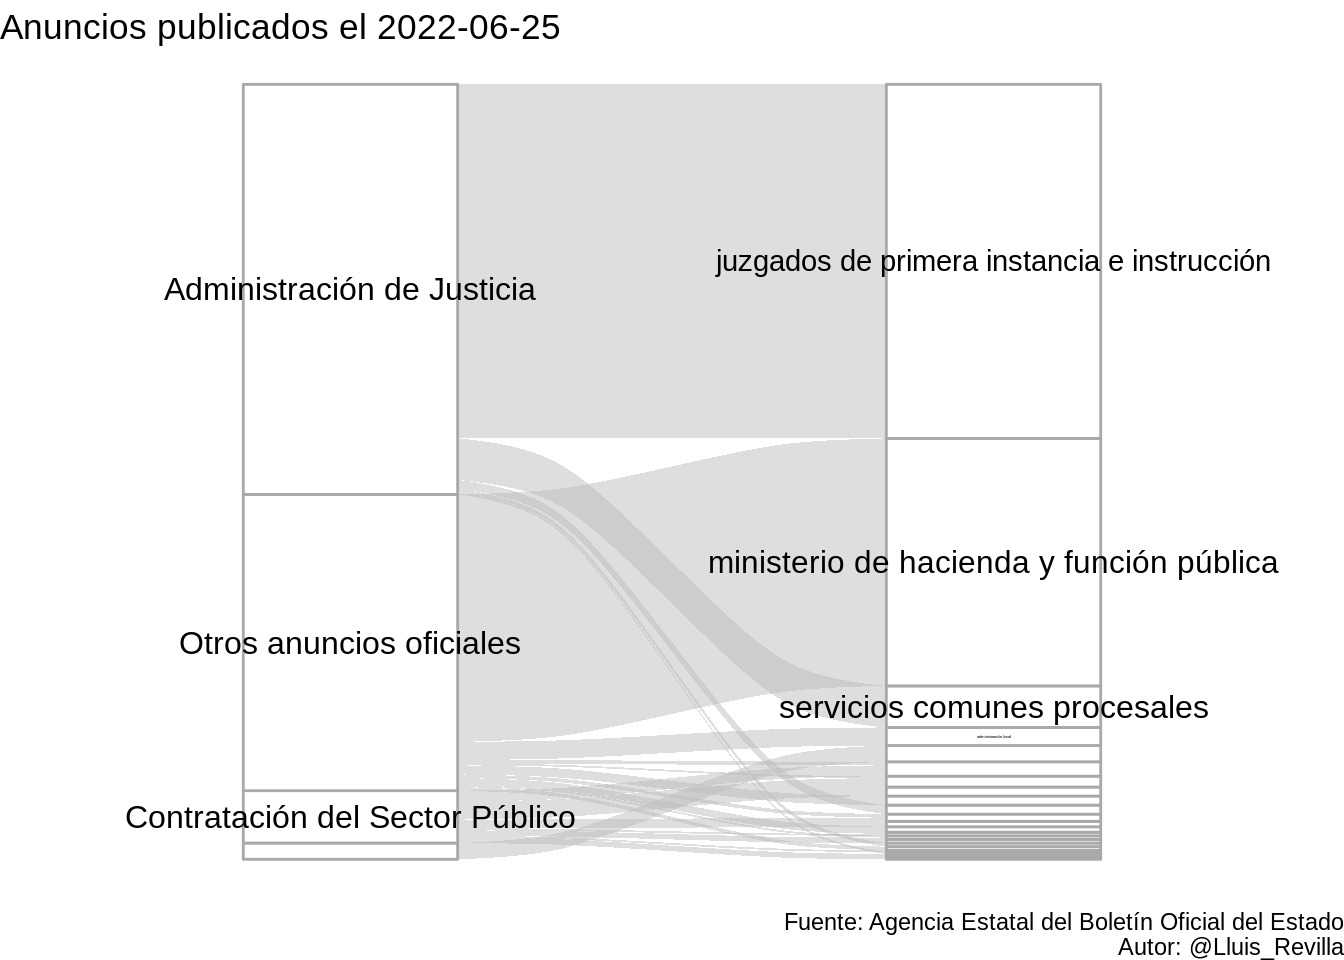 Anuncios publicados el 2022-06-25
Administración de Justicia
juzgados de primera instancia e instrucción
ministerio de hacienda y función pública
Otros anuncios oficiales
servicios comunes procesales
administración local
Contratación del Sector Público
Fuente: Agencia Estatal del Boletín Oficial del Estado
Autor: @Lluis_Revilla